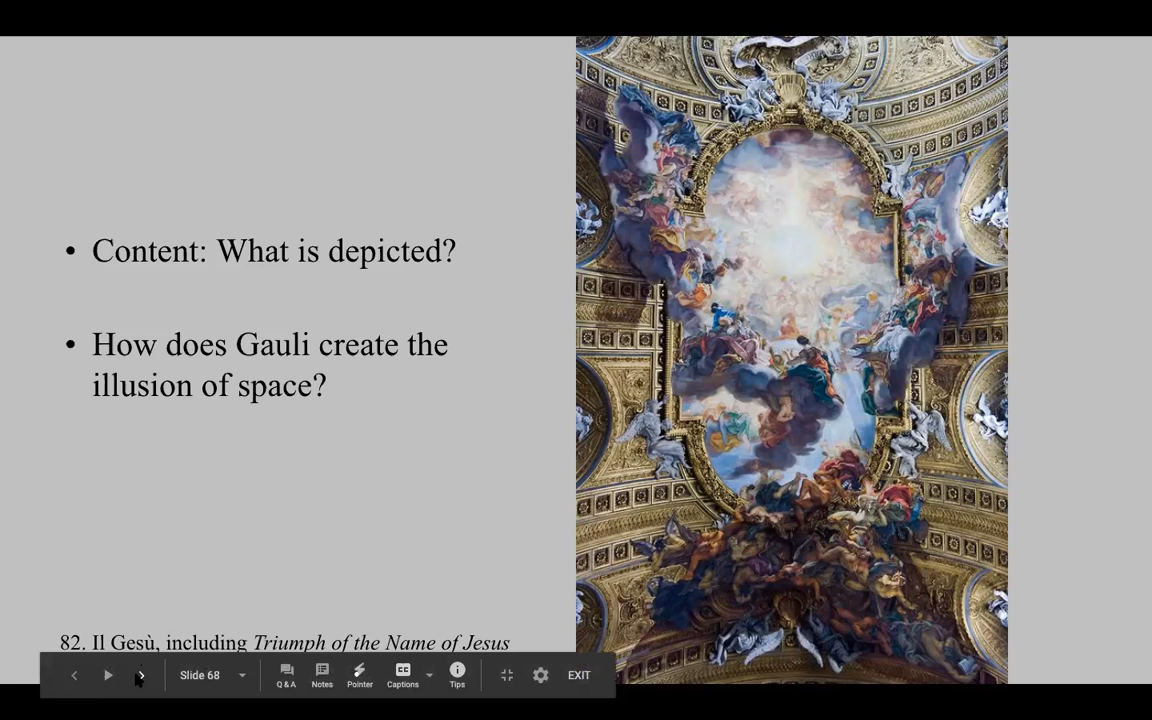 • Content: What is depicted?
• How does Gauli create the
illusion of space?
82. Il Gesù, including Triumph of the Name of Jesus
Slide 68
Q & A
Notes
Pointer
Captions
Tips
EXIT